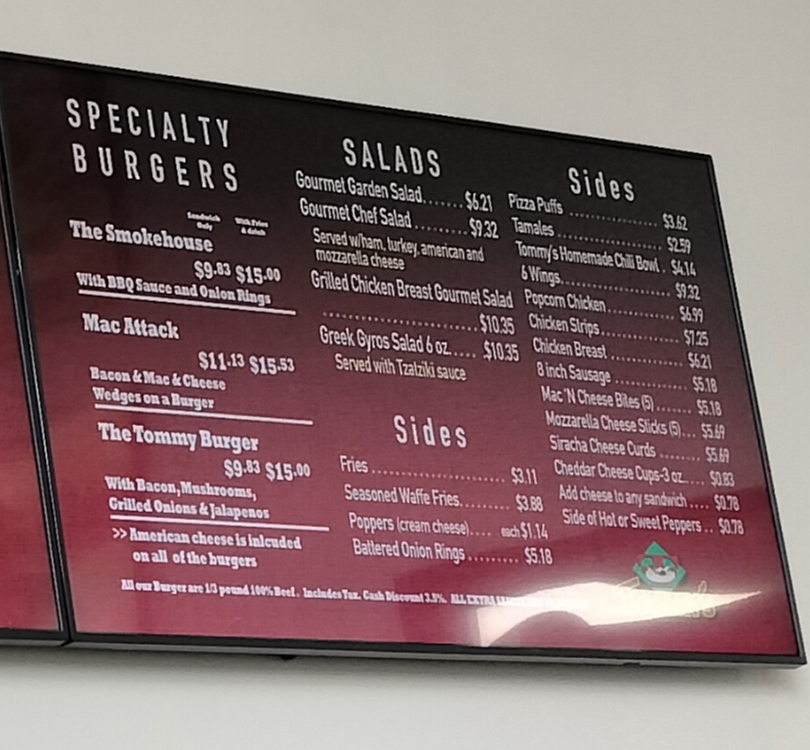 SPECIALTY
BURGERS
Sandwich Only With Fries & drink
The Smokehouse
$9.83 $15.00
With BBQ Sauce and Onion Rings
Mac Attack
$11.13 $15.53
Bacon & Mac & Cheese
Wedges on a Burger
The Tommy Burger
$9.83 $15.00
With Bacon, Mushrooms,
Grilled Onions & Jalapenos
>> American cheese is inlcuded
on all of the burgers
SALADS
Gourmet Garden Salad....... $6.21
Gourmet Chef Salad ......... $9.32
Served w/ham, turkey, american and
mozzarella cheese
Grilled Chicken Breast Gourmet Salad
.............................. $10.35
Greek Gyros Salad 6 oz..... $10.35
Served with Tzatziki sauce
Sides
Fries ........................ $3.11
Seasoned Waffe Fries........ $3.88
Poppers (cream cheese).... each $1.14
Battered Onion Rings ......... $5.18
Sides
Pizza Puffs ................. $3.62
Tamales .................... $2.59
Tommy's Homemade Chili Bowl . $4.14
6 Wings..................... $9.32
Popcorn Chicken ............. $6.99
Chicken Strips ............... $7.25
Chicken Breast .............. $6.21
8 inch Sausage .............. $5.18
Mac 'N Cheese Bites (5) ....... $5.18
Mozzarella Cheese Sticks (5)... $5.69
Siracha Cheese Curds ........ $5.69
Cheddar Cheese Cups-3 oz..... $0.83
Add cheese to any sandwich .... $0.78
Side of Hot or Sweet Peppers .. $0.78
All our Burger are 1/3 pound 100% Beef. Includes Tax. Cash Discount 3.5%. ALL EXTRA